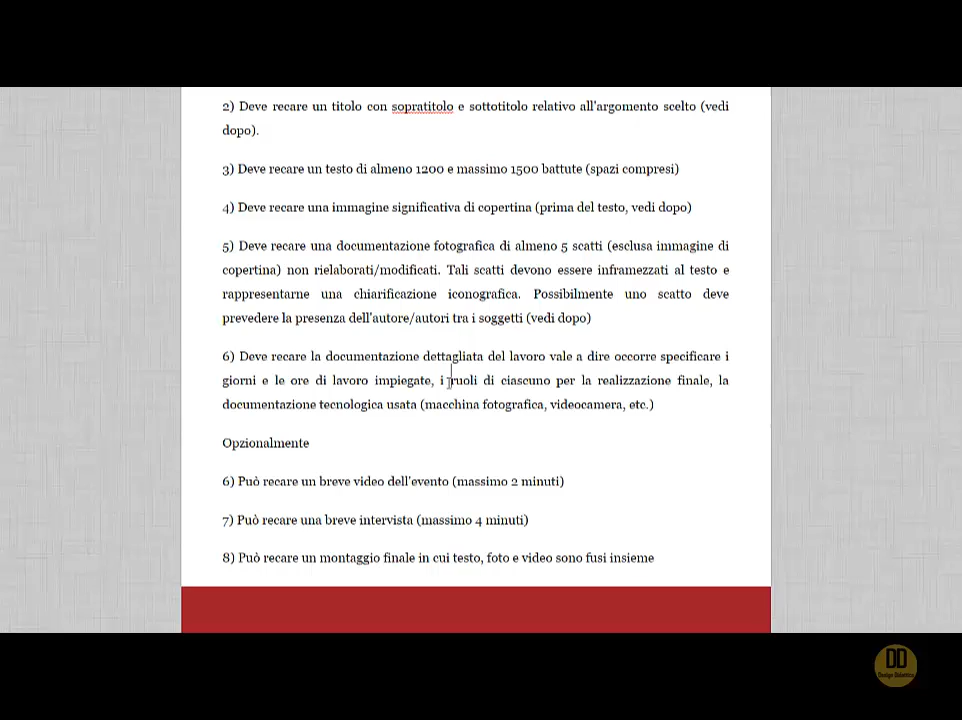 2) Deve recare un titolo con sopratitolo e sottotitolo relativo all'argomento scelto (vedi
dopo).
3) Deve recare un testo di almeno 1200 e massimo 1500 battute (spazi compresi)
4) Deve recare una immagine significativa di copertina (prima del testo, vedi dopo)
5) Deve recare una documentazione fotografica di almeno 5 scatti (esclusa immagine di
copertina) non rielaborati/modificati. Tali scatti devono essere inframezzati al testo e
rappresentarne una chiarificazione iconografica. Possibilmente uno scatto deve
prevedere la presenza dell'autore/autori tra i soggetti (vedi dopo)
6) Deve recare la documentazione dettagliata del lavoro vale a dire occorre specificare i
giorni e le ore di lavoro impiegate, i ruoli di ciascuno per la realizzazione finale, la
documentazione tecnologica usata (macchina fotografica, videocamera, etc.)
Opzionalmente
6) Può recare un breve video dell'evento (massimo 2 minuti)
7) Può recare una breve intervista (massimo 4 minuti)
8) Può recare un montaggio finale in cui testo, foto e video sono fusi insieme
DD
Design Didattico